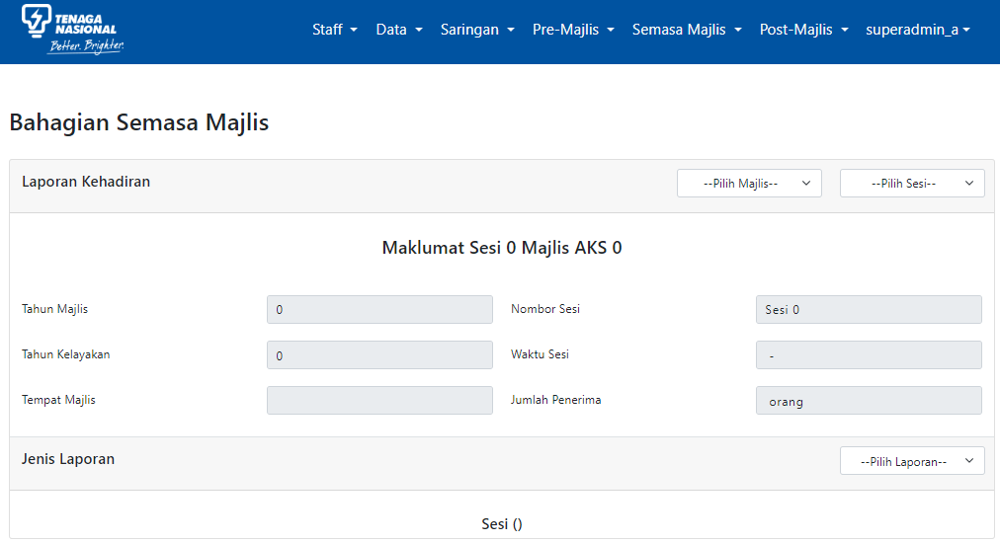 TENAGA
NASIONAL
Better. Brighter.
Staff Data Saringan Pre-Majlis Semasa Majlis Post-Majlis superadmin_a
Bahagian Semasa Majlis
Laporan Kehadiran --Pilih Majlis-- --Pilih Sesi--
Maklumat Sesi 0 Majlis AKS 0
Tahun Majlis 0 Nombor Sesi Sesi 0
Tahun Kelayakan 0 Waktu Sesi -
Tempat Majlis Jumlah Penerima orang
Jenis Laporan --Pilih Laporan--
Sesi ()